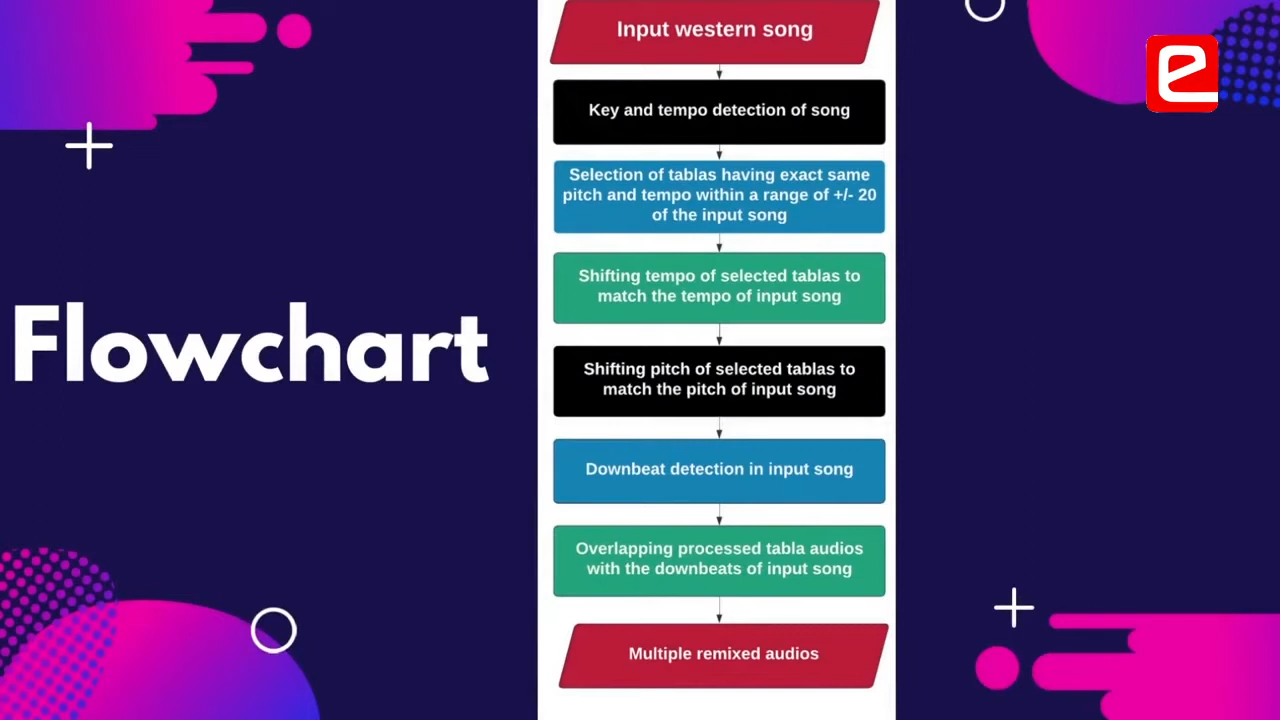 Flowchart
Input western song
Key and tempo detection of song
Selection of tablas having exact same
pitch and tempo within a range of +/- 20
of the input song
Shifting tempo of selected tablas to
match the tempo of input song
Shifting pitch of selected tablas to
match the pitch of input song
Downbeat detection in input song
Overlapping processed tabla audios
with the downbeats of input song
Multiple remixed audios
e